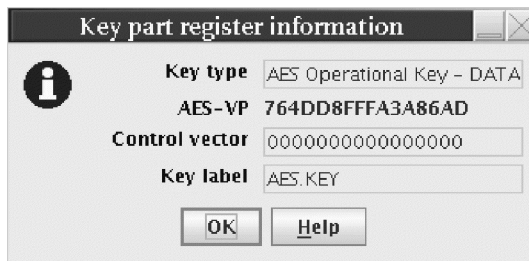 Key part register information
Key type AES Operational Key - DATA
AES-VP 764DD8FFFA3A86AD
Control vector 0000000000000000
Key label AES.KEY
OK Help